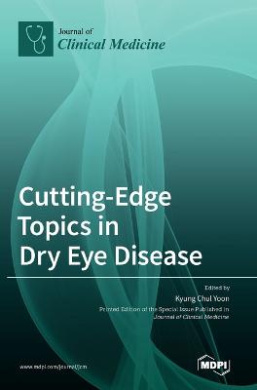 Journal of
Clinical Medicine
Cutting-Edge
Topics in
Dry Eye Disease
Edited by
Kyung Chul Yoon
Printed Edition of the Special Issue Published in
Journal of Clinical Medicine
www.mdpi.com/journal/jcm
MDPI